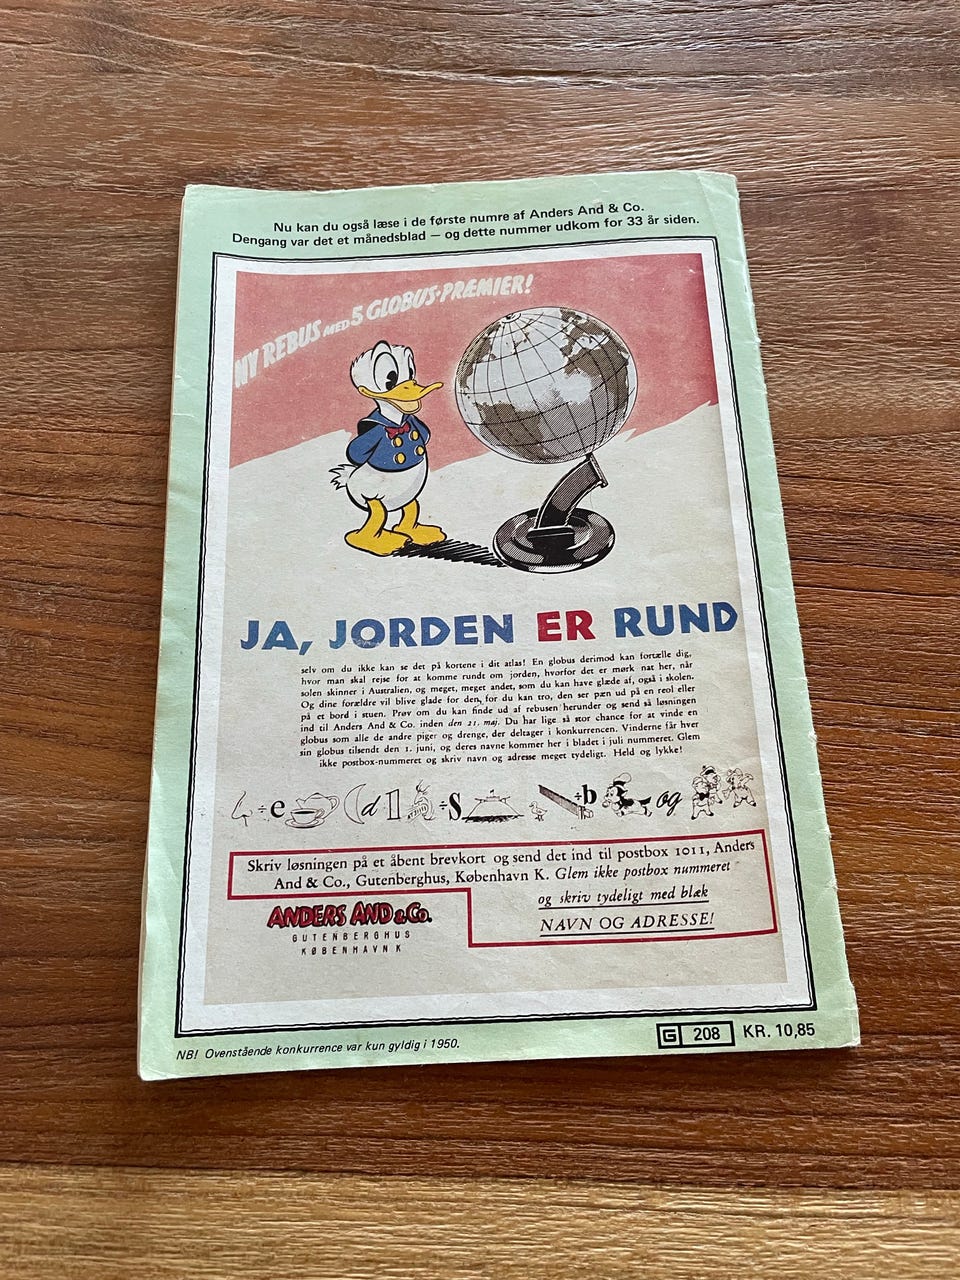 Nu kan du også læse i de første numre af Anders And & Co.
Dengang var det et månedsblad — og dette nummer udkom for 33 år siden.
NY REBUS MED 5 GLOBUS-PRÆMIER!
JA, JORDEN ER RUND
selv om du ikke kan se det på kortene i dit atlas! En globus derimod kan fortælle dig,
hvor man skal rejse for at komme rundt om jorden, hvorfor det er mørk nat her, når
solen skinner i Australien, og meget, meget andet, som du kan have glæde af, også i skolen.
Og dine forældre vil blive glade for den, for du kan tro, den ser pæn ud på en reol eller
på et bord i stuen. Prøv om du kan finde ud af rebusen herunder og send så løsningen
ind til Anders And & Co. inden den 21. maj. Du har lige så stor chance for at vinde en
globus som alle de andre piger og drenge, der deltager i konkurrencen. Vinderne får hver
sin globus tilsendt den 1. juni, og deres navne kommer her i bladet i juli nummeret. Glem
ikke postbox-nummeret og skriv navn og adresse meget tydeligt. Held og lykke!
÷e d 1 ÷S ÷b og
Skriv løsningen på et åbent brevkort og send det ind til postbox 1011, Anders
And & Co., Gutenberghus, København K. Glem ikke postbox nummeret
og skriv tydeligt med blæk
NAVN OG ADRESSE!
ANDERS AND & Co.
GUTENBERGHUS
KØBENHAVN K
NB! Ovenstående konkurrence var kun gyldig i 1950.
G 208 KR. 10,85